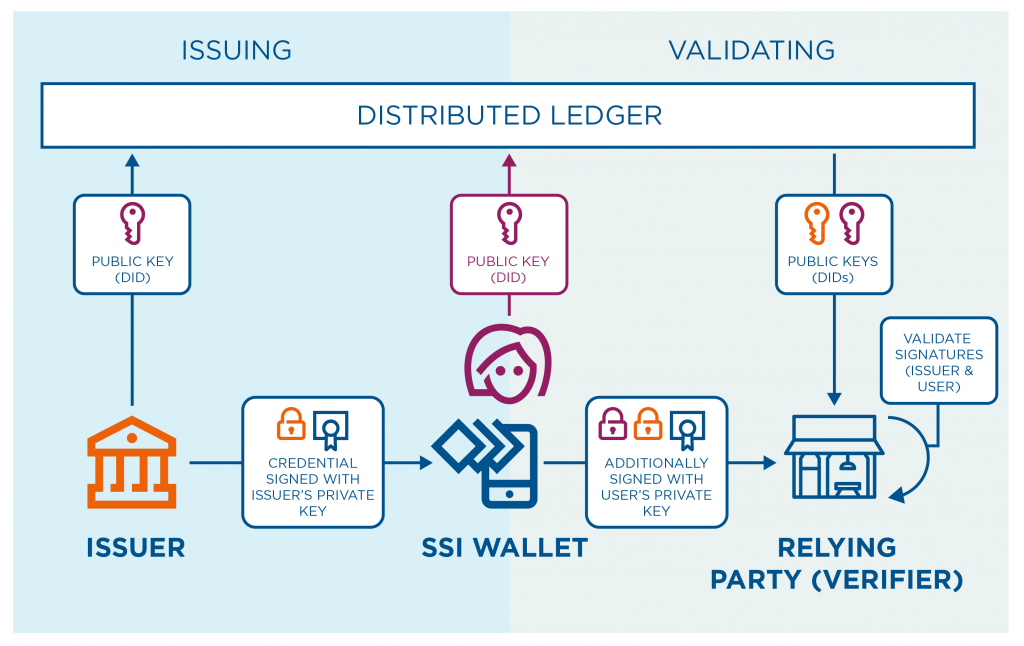 ISSUING
VALIDATING
DISTRIBUTED LEDGER
PUBLIC KEY
(DID)
PUBLIC KEY
(DID)
PUBLIC KEYS
(DIDs)
VALIDATE
SIGNATURES
(ISSUER &
USER)
CREDENTIAL
SIGNED WITH
ISSUER'S PRIVATE
KEY
ADDITIONALLY
SIGNED WITH
USER'S PRIVATE
KEY
ISSUER
SSI WALLET
RELYING
PARTY (VERIFIER)